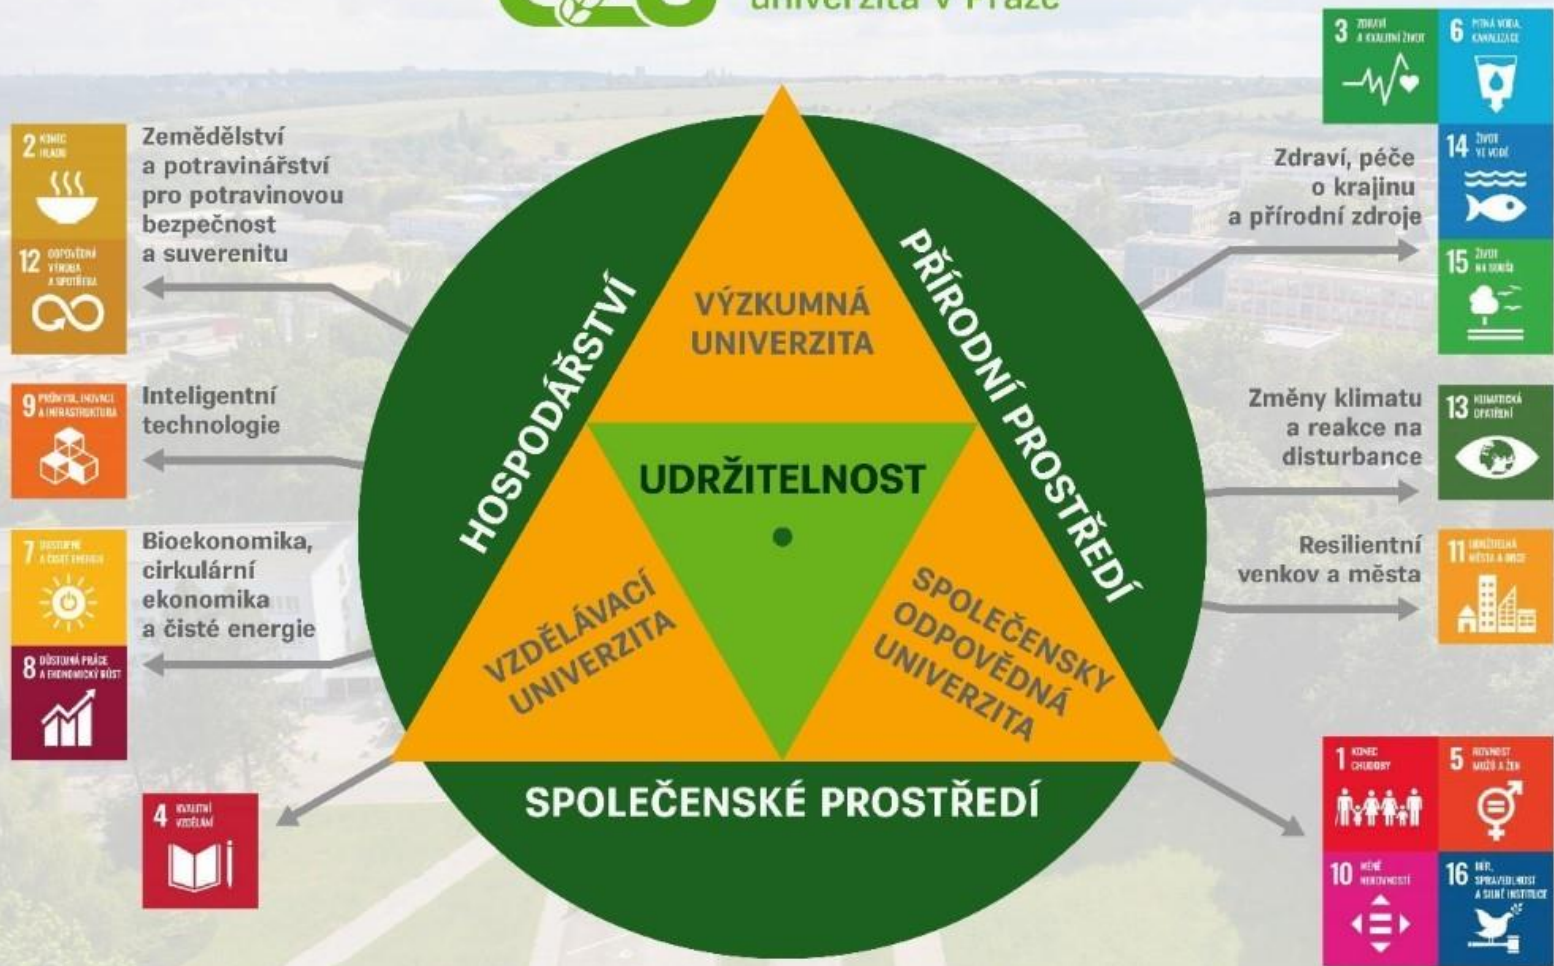 univerzita v Praze
2 KONEC
HLADU
12 ODPOVĚDNÁ
VÝROBA
A SPOTŘEBA
Zemědělství
a potravinářství
pro potravinovou
bezpečnost
a suverenitu
9 PRŮMYSL, INOVACE
A INFRASTRUKTURA
Inteligentní
technologie
7 DOSTUPNÉ
A ČISTÉ ENERGIE
8 DŮSTOJNÁ PRÁCE
A EKONOMICKÝ RŮST
Bioekonomika,
cirkulární
ekonomika
a čisté energie
4 KVALITNÍ
VZDĚLÁNÍ
HOSPODÁŘSTVÍ
PŘÍRODNÍ PROSTŘEDÍ
VÝZKUMNÁ
UNIVERZITA
UDRŽITELNOST
VZDĚLÁVACÍ
UNIVERZITA
SPOLEČENSKY
ODPOVĚDNÁ
UNIVERZITA
SPOLEČENSKÉ PROSTŘEDÍ
3 ZDRAVÍ
A KVALITNÍ ŽIVOT
6 PITNÁ VODA,
KANALIZACE
14 ŽIVOT
VE VODĚ
15 ŽIVOT
NA SOUŠI
Zdraví, péče
o krajinu
a přírodní zdroje
Změny klimatu
a reakce na
disturbance
13 KLIMATICKÁ
OPATŘENÍ
Resilientní
venkov a města
11 UDRŽITELNÁ
MĚSTA A OBCE
1 KONEC
CHUDOBY
5 ROVNOST
MUŽŮ A ŽEN
10 MÉNĚ
NEROVNOSTÍ
16 MÍR,
SPRAVEDLNOST
A SILNÉ INSTITUCE